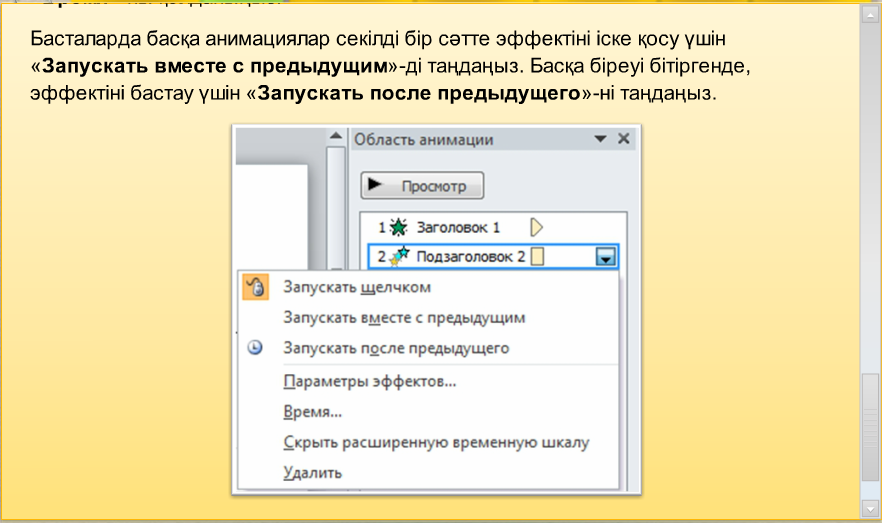 Басталарда басқа анимациялар секілді бір сәтте эффектіні іске қосу үшін
«Запускать вместе с предыдущим»-ді таңдаңыз. Басқа біреуі бітіргенде,
эффектіні бастау үшін «Запускать после предыдущего»-ні таңдаңыз.
Область анимации
Просмотр
1 Заголовок 1
2 Подзаголовок 2
Запускать щелчком
Запускать вместе с предыдущим
Запускать после предыдущего
Параметры эффектов...
Время...
Скрыть расширенную временную шкалу
Удалить